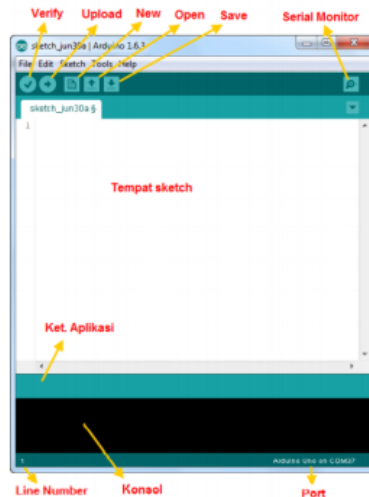 Verify Upload New Open Save Serial Monitor
sketch_jun30a | Arduino 1.6.3
File Edit Sketch Tools Help
sketch_jun30a §
1
Tempat sketch
Ket. Aplikasi
1 Arduino Uno on COM37
Line Number Konsol Port